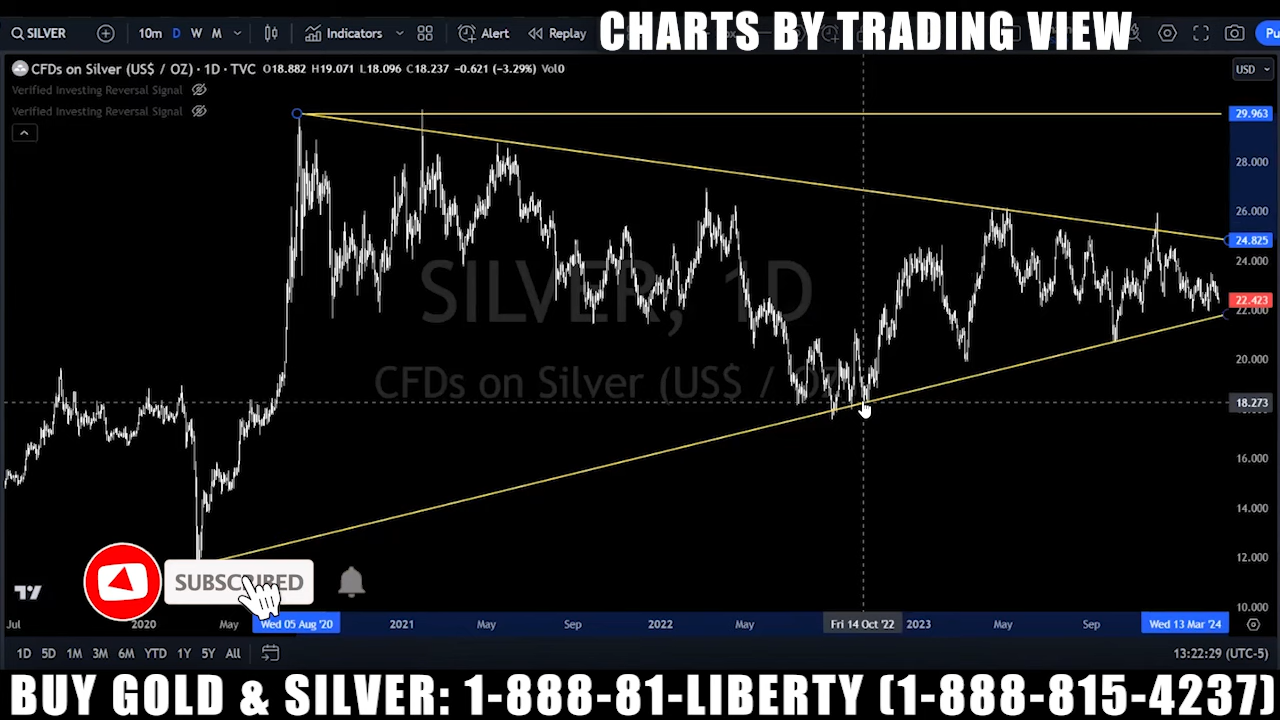 CHARTS BY TRADING VIEW
SILVER 10m D W M Indicators Alert Replay
CFDs on Silver (US$ / OZ) · 1D · TVC O18.882 H19.071 L18.096 C18.237 -0.621 (-3.29%) Vol0 USD
Verified Investing Reversal Signal
Verified Investing Reversal Signal
29.963
28.000
26.000
24.825
24.000
22.423
22.000
20.000
18.273
16.000
14.000
12.000
10.000
SILVER, 1D
CFDs on Silver (US$ / OZ)
SUBSCRIBED
Jul 2020 May Wed 05 Aug '20 2021 May Sep 2022 May Fri 14 Oct '22 2023 May Sep Wed 13 Mar '24
1D 5D 1M 3M 6M YTD 1Y 5Y All 13:22:29 (UTC-5)
BUY GOLD & SILVER: 1-888-81-LIBERTY (1-888-815-4237)